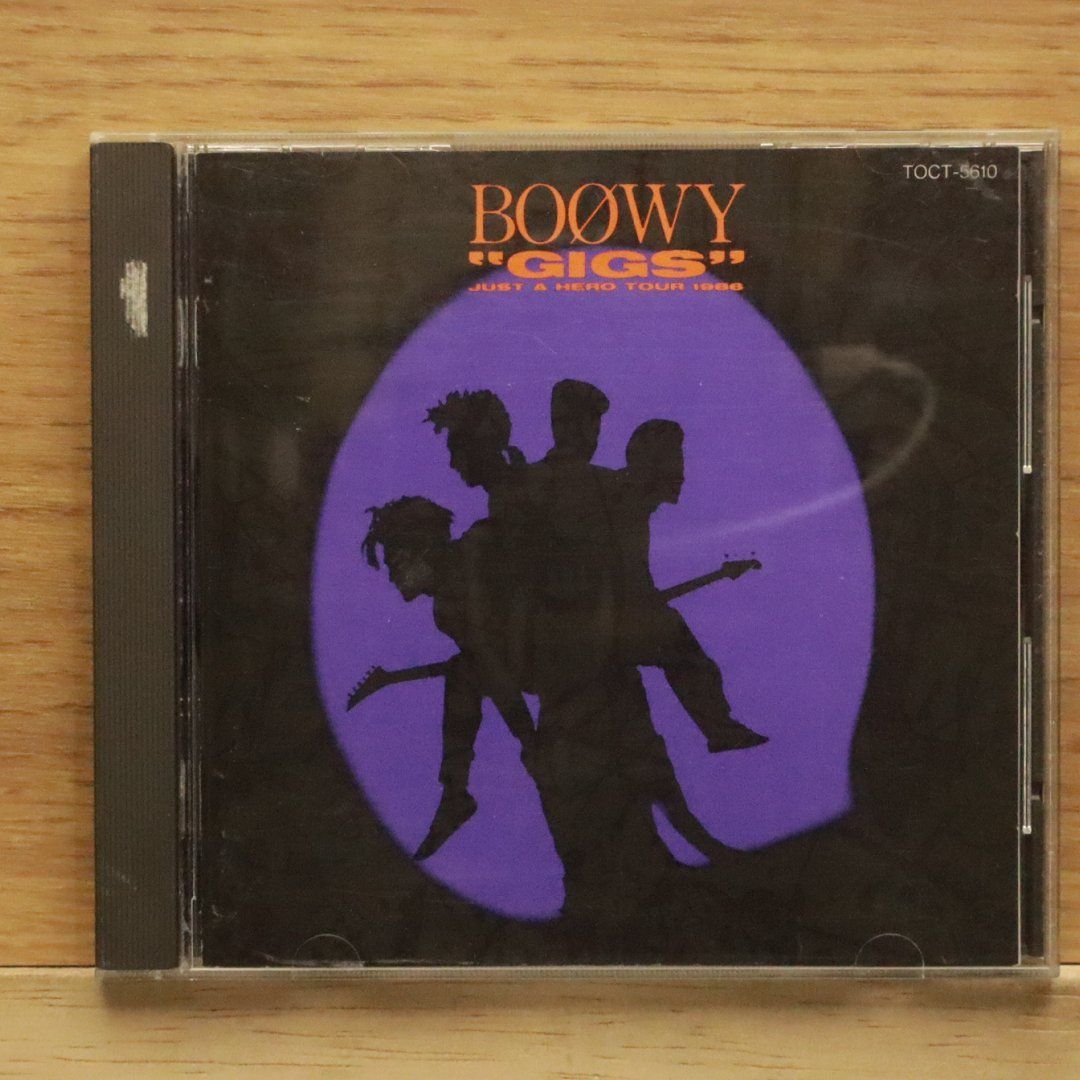 TOCT-5610
BOØWY
"GIGS"
JUST A HERO TOUR 1986